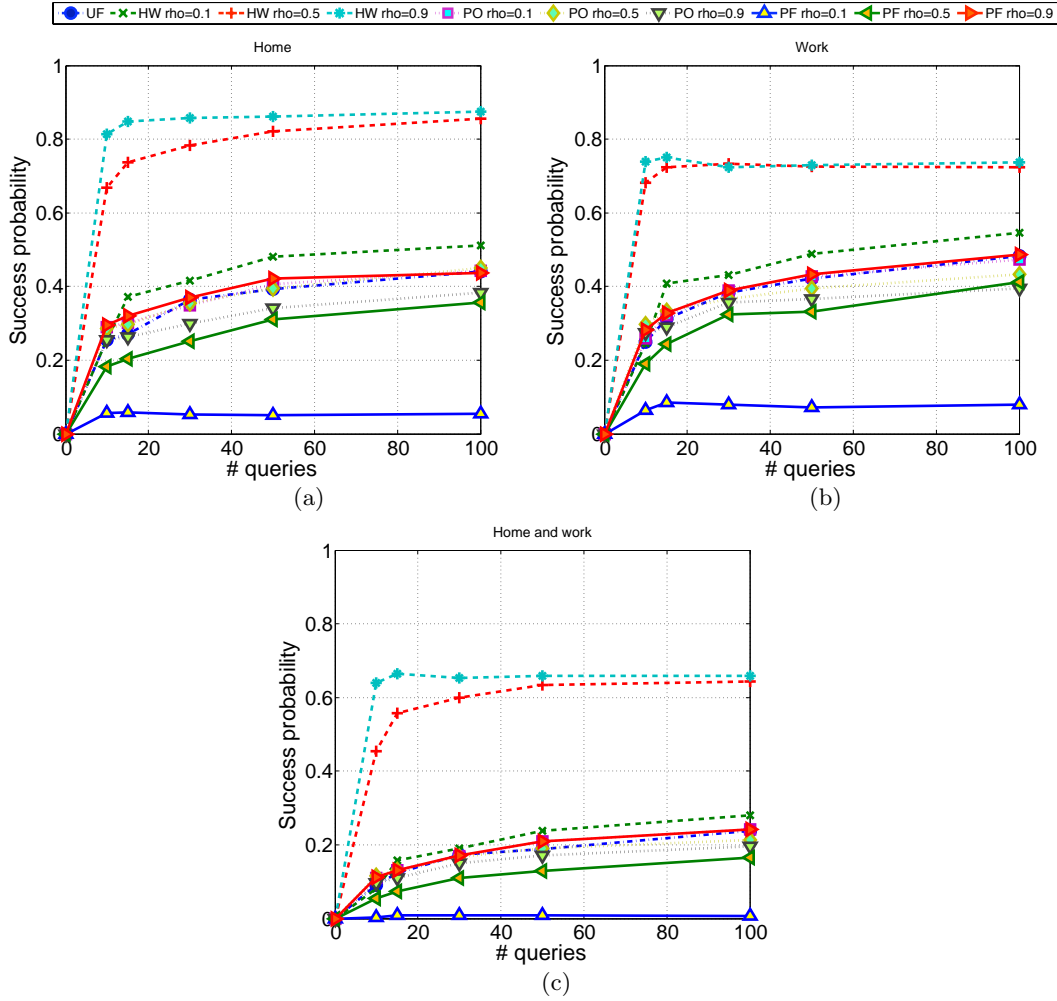 UF HW rho=0.1 HW rho=0.5 HW rho=0.9 PO rho=0.1 PO rho=0.5 PO rho=0.9 PF rho=0.1 PF rho=0.5 PF rho=0.9
Home
1
0.8
0.6
0.4
0.2
0
Success probability
0 20 40 60 80 100
# queries
(a)
Work
1
0.8
0.6
0.4
0.2
0
Success probability
0 20 40 60 80 100
# queries
(b)
Home and work
1
0.8
0.6
0.4
0.2
0
Success probability
0 20 40 60 80 100
# queries
(c)